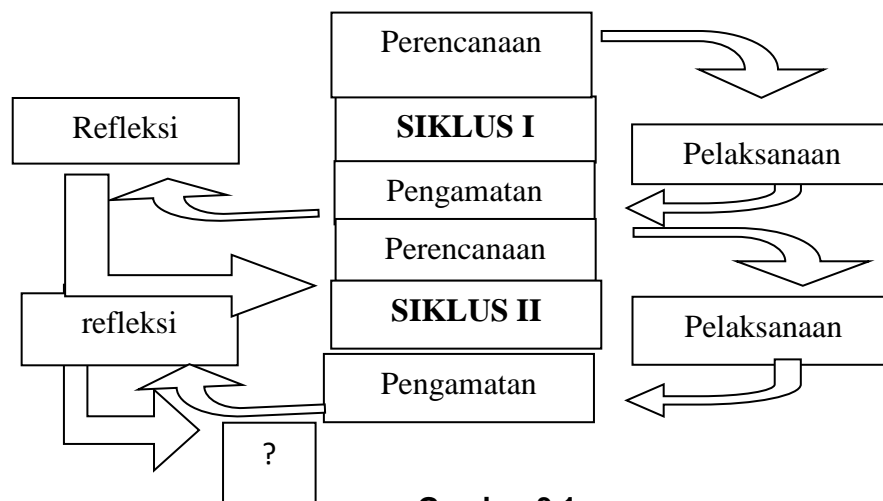 Perencanaan
Refleksi
SIKLUS I
Pelaksanaan
Pengamatan
Perencanaan
refleksi
SIKLUS II
Pelaksanaan
Pengamatan
?